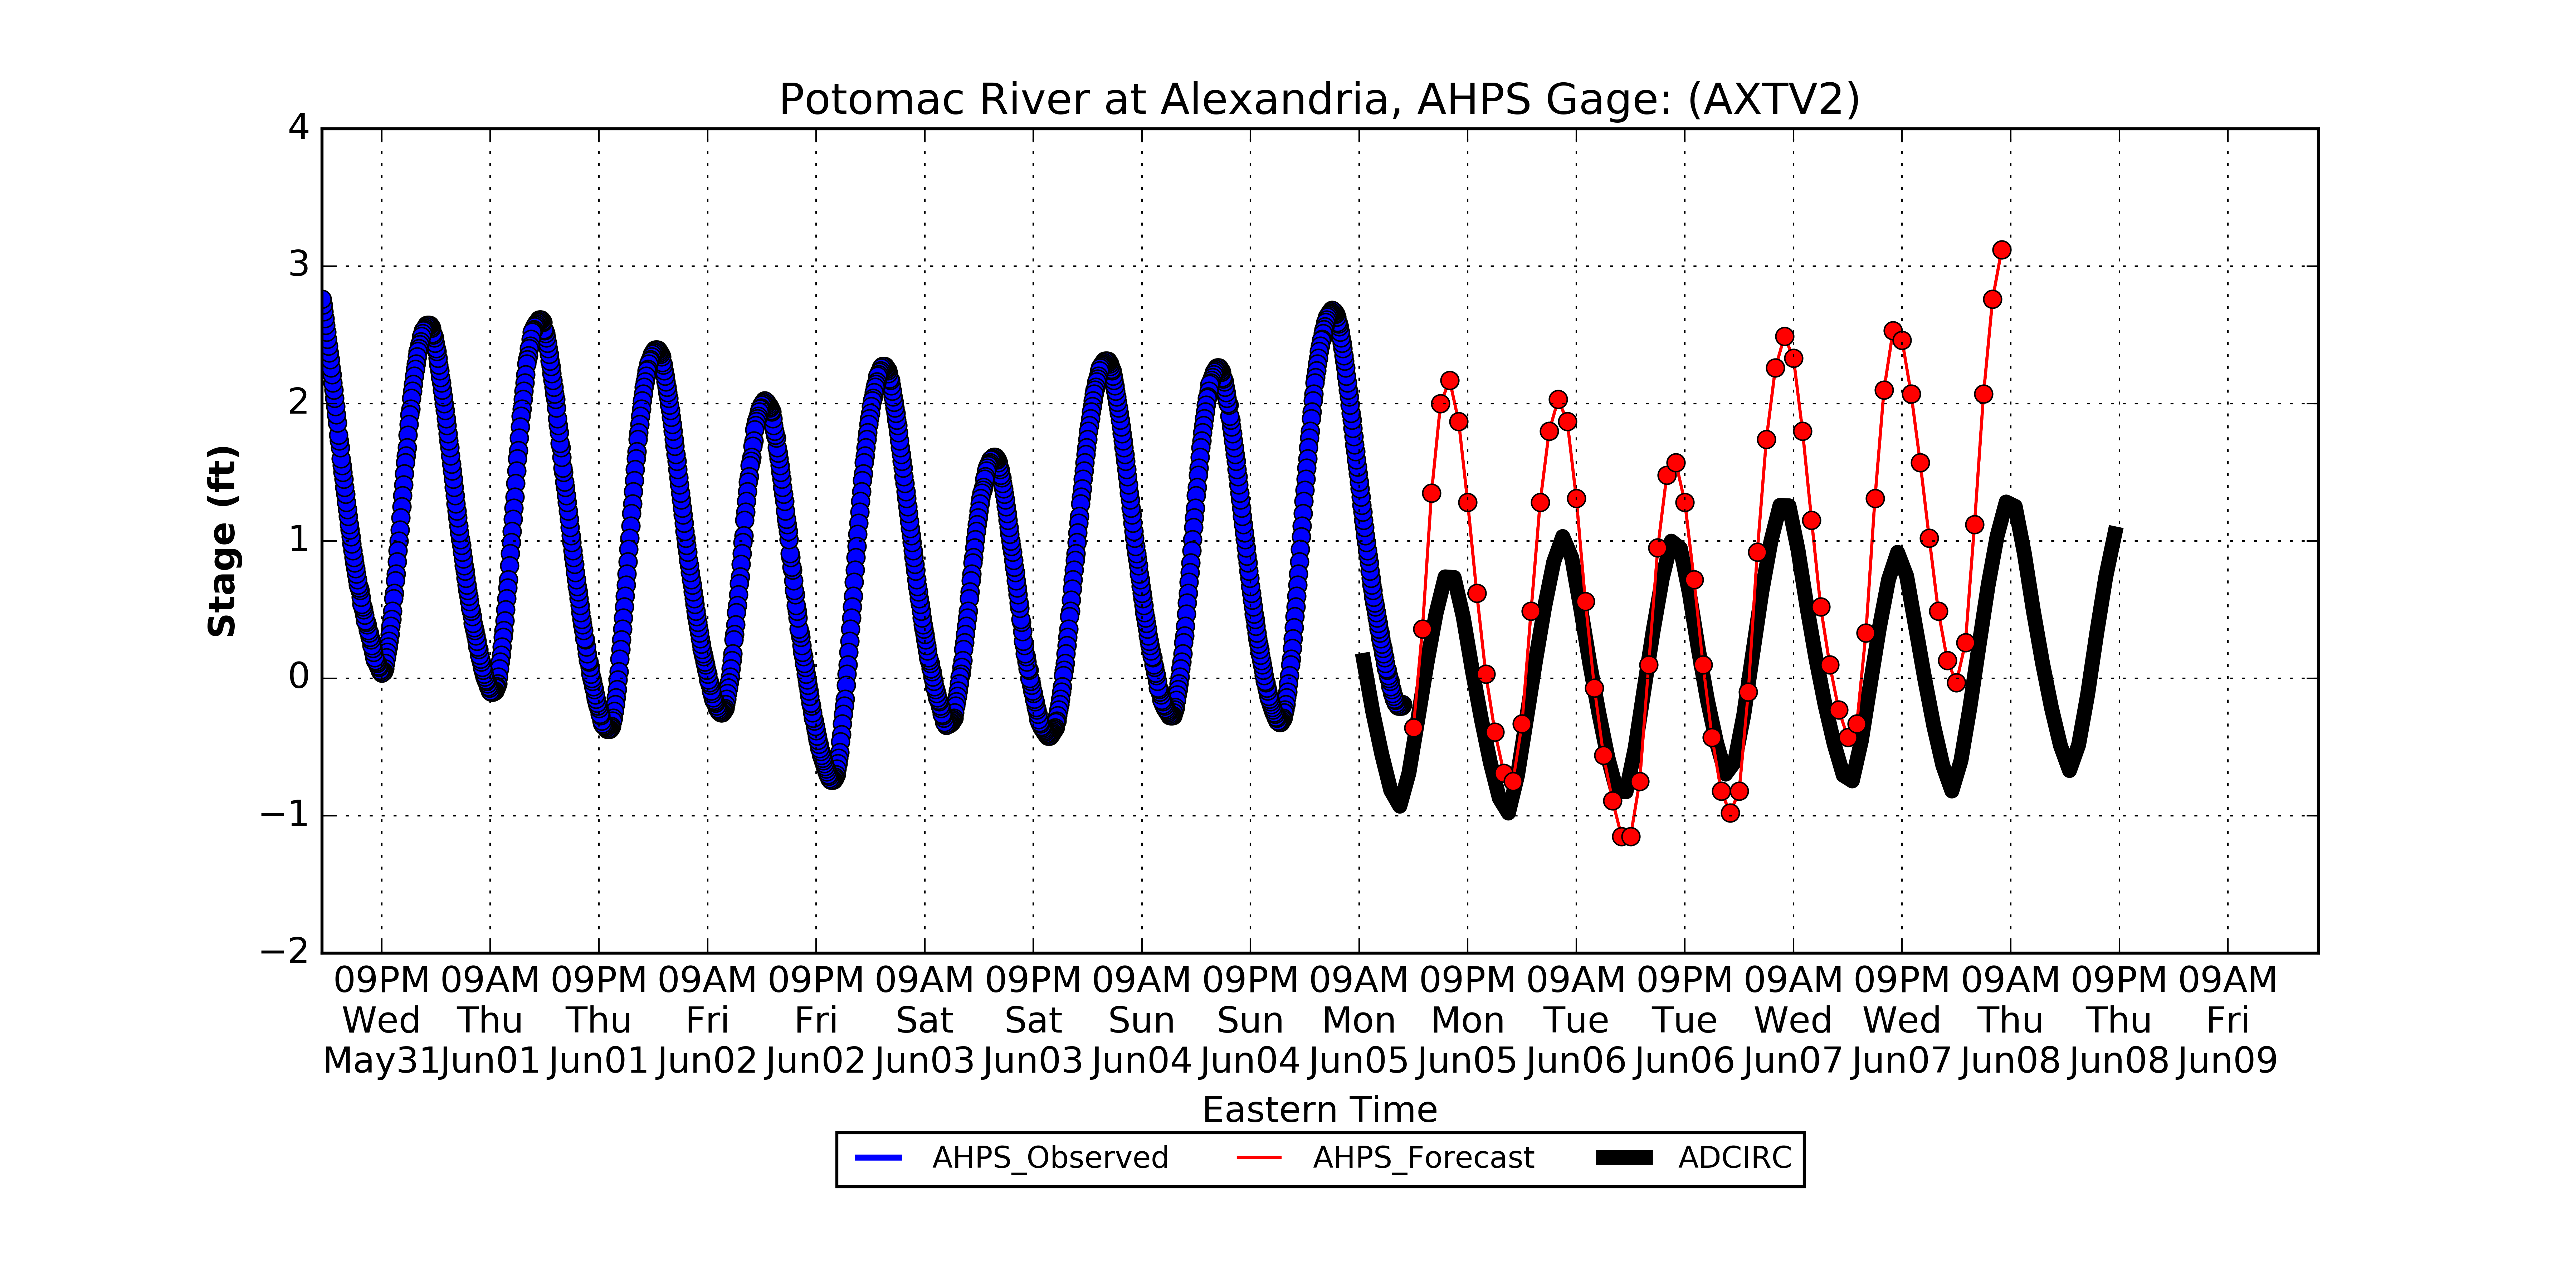 Potomac River at Alexandria, AHPS Gage: (AXTV2)
4
3
2
1
0
−1
−2
Stage (ft)
09PM 09AM 09PM 09AM 09PM 09AM 09PM 09AM 09PM 09AM 09PM 09AM 09PM 09AM 09PM 09AM 09PM 09AM
Wed Thu Thu Fri Fri Sat Sat Sun Sun Mon Mon Tue Tue Wed Wed Thu Thu Fri
May31 Jun01 Jun01 Jun02 Jun02 Jun03 Jun03 Jun04 Jun04 Jun05 Jun05 Jun06 Jun06 Jun07 Jun07 Jun08 Jun08 Jun09
Eastern Time
AHPS_Observed AHPS_Forecast ADCIRC